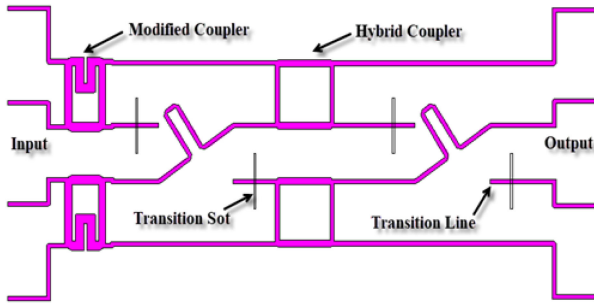 Modified Coupler
Hybrid Coupler
Input
Output
Transition Sot
Transition Line